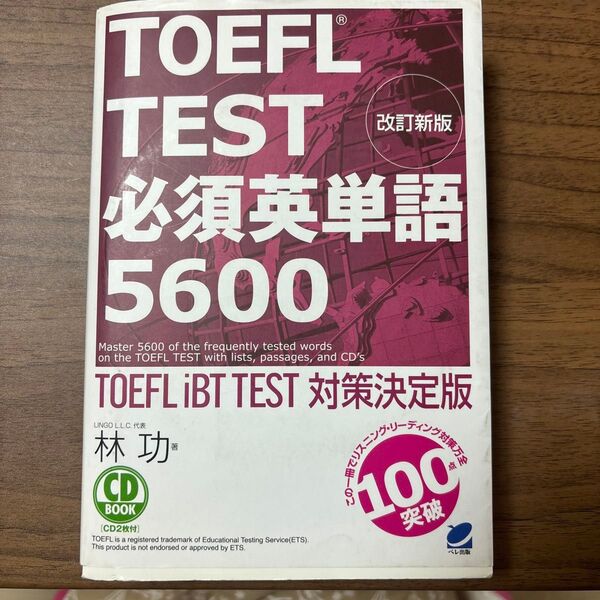 TOEFL®
TEST
改訂新版
必須英単語
5600
Master 5600 of the frequently tested words
on the TOEFL TEST with lists, passages, and CD's
TOEFL iBT TEST 対策決定版
LINGO L.L.C. 代表
林 功 著
CD
BOOK
[CD2枚付]
この一冊でリスニング・リーディング対策万全
100点
突破
ベレ出版
TOEFL is a registered trademark of Educational Testing Service(ETS).
This product is not endorsed or approved by ETS.